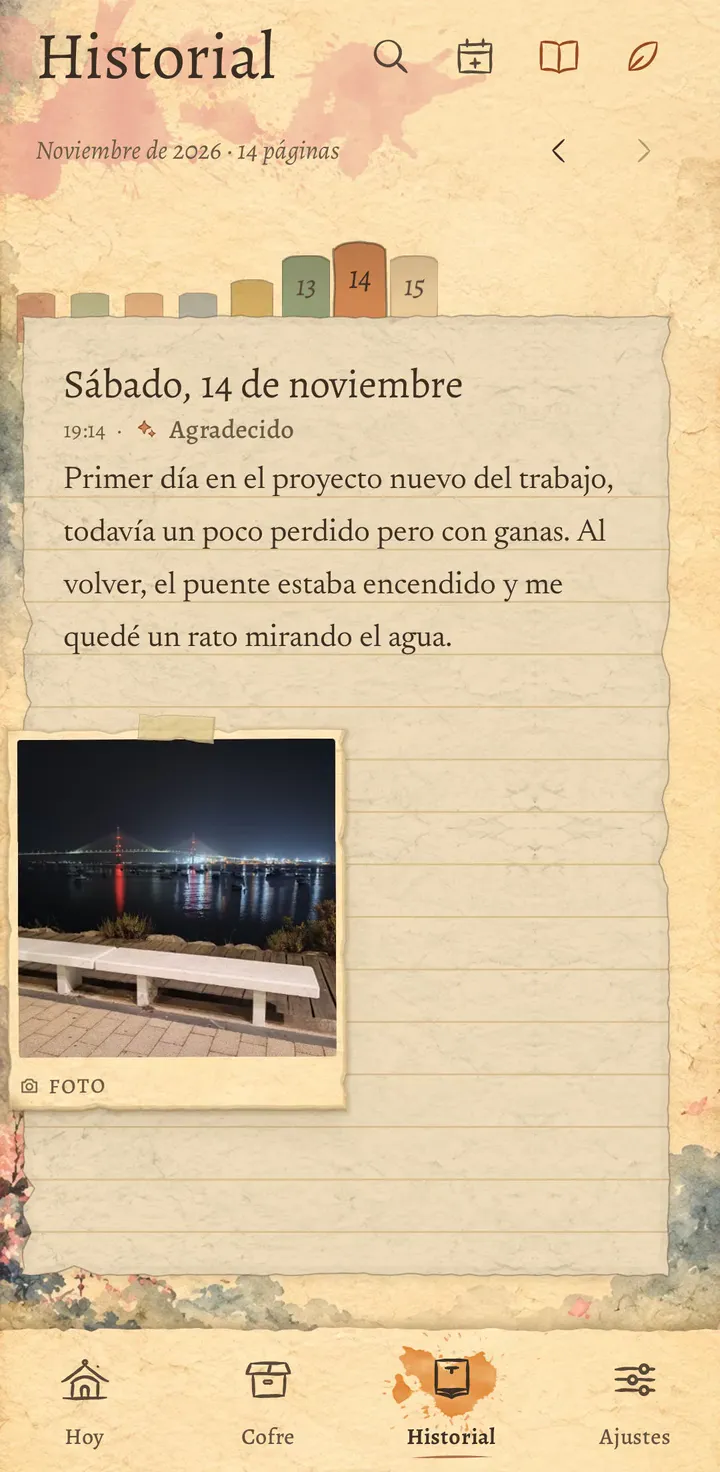 Historial
Noviembre de 2026 · 14 páginas
13
14
15
Sábado, 14 de noviembre
19:14 · Agradecido
Primer día en el proyecto nuevo del trabajo,
todavía un poco perdido pero con ganas. Al
volver, el puente estaba encendido y me
quedé un rato mirando el agua.
FOTO
Hoy
Cofre
Historial
Ajustes